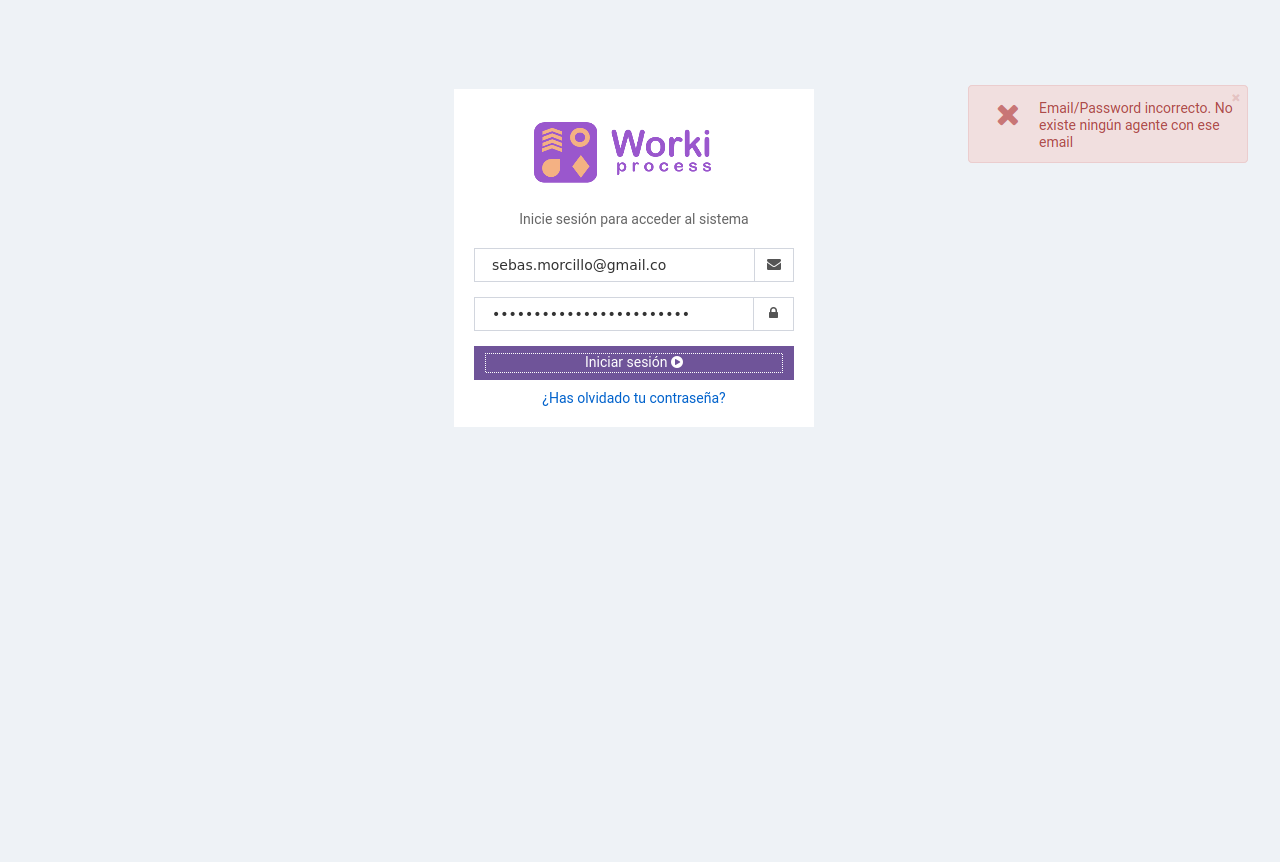 Worki
process
Inicie sesión para acceder al sistema
sebas.morcillo@gmail.co
••••••••••••••••••••••••
Iniciar sesión
¿Has olvidado tu contraseña?
×
Email/Password incorrecto. No
existe ningún agente con ese
email